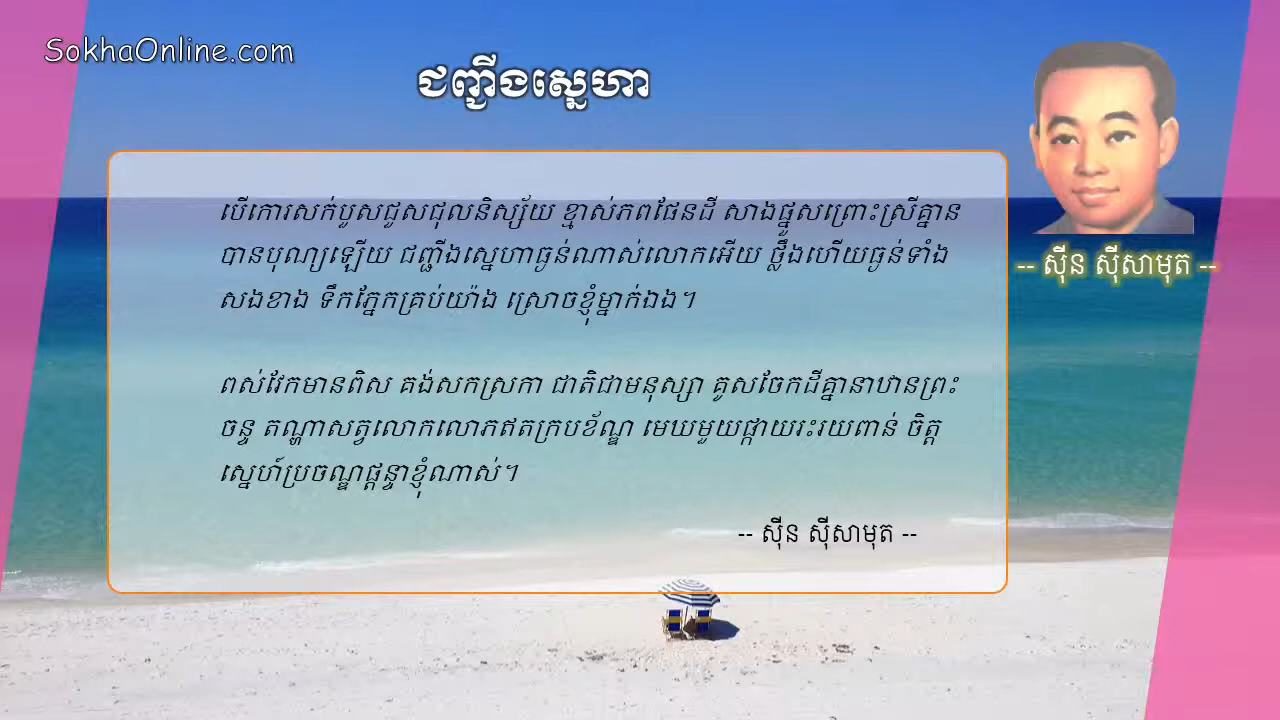 SokhaOnline.com
ជញ្ជីងស្នេហា
បើកោរសក់បួសជួសជុលនិស្ស័យ ខ្មាស់ភពផែនដី សាងផ្នួសព្រោះស្រីគ្មាន
បានបុណ្យឡើយ ជញ្ជីងស្នេហាធ្ងន់ណាស់លោកអើយ ថ្លឹងហើយធ្ងន់ទាំង
សងខាង ទឹកភ្នែកគ្រប់យ៉ាង ស្រោចខ្ញុំម្នាក់ឯង។
-- ស៊ីន ស៊ីសាមុត --
ពស់វែកមានពិស គង់សកស្រកា ជាតិជាមនុស្សា គូសចែកដីគ្នានាឋានព្រះ
ចន្ទ តណ្ហាសត្វលោកលោភឥតក្របខ័ណ្ឌ មេឃមួយផ្កាយរះរយពាន់ ចិត្ត
ស្នេហ៍ប្រចណ្ឌផ្តន្ទាខ្ញុំណាស់។
-- ស៊ីន ស៊ីសាមុត --